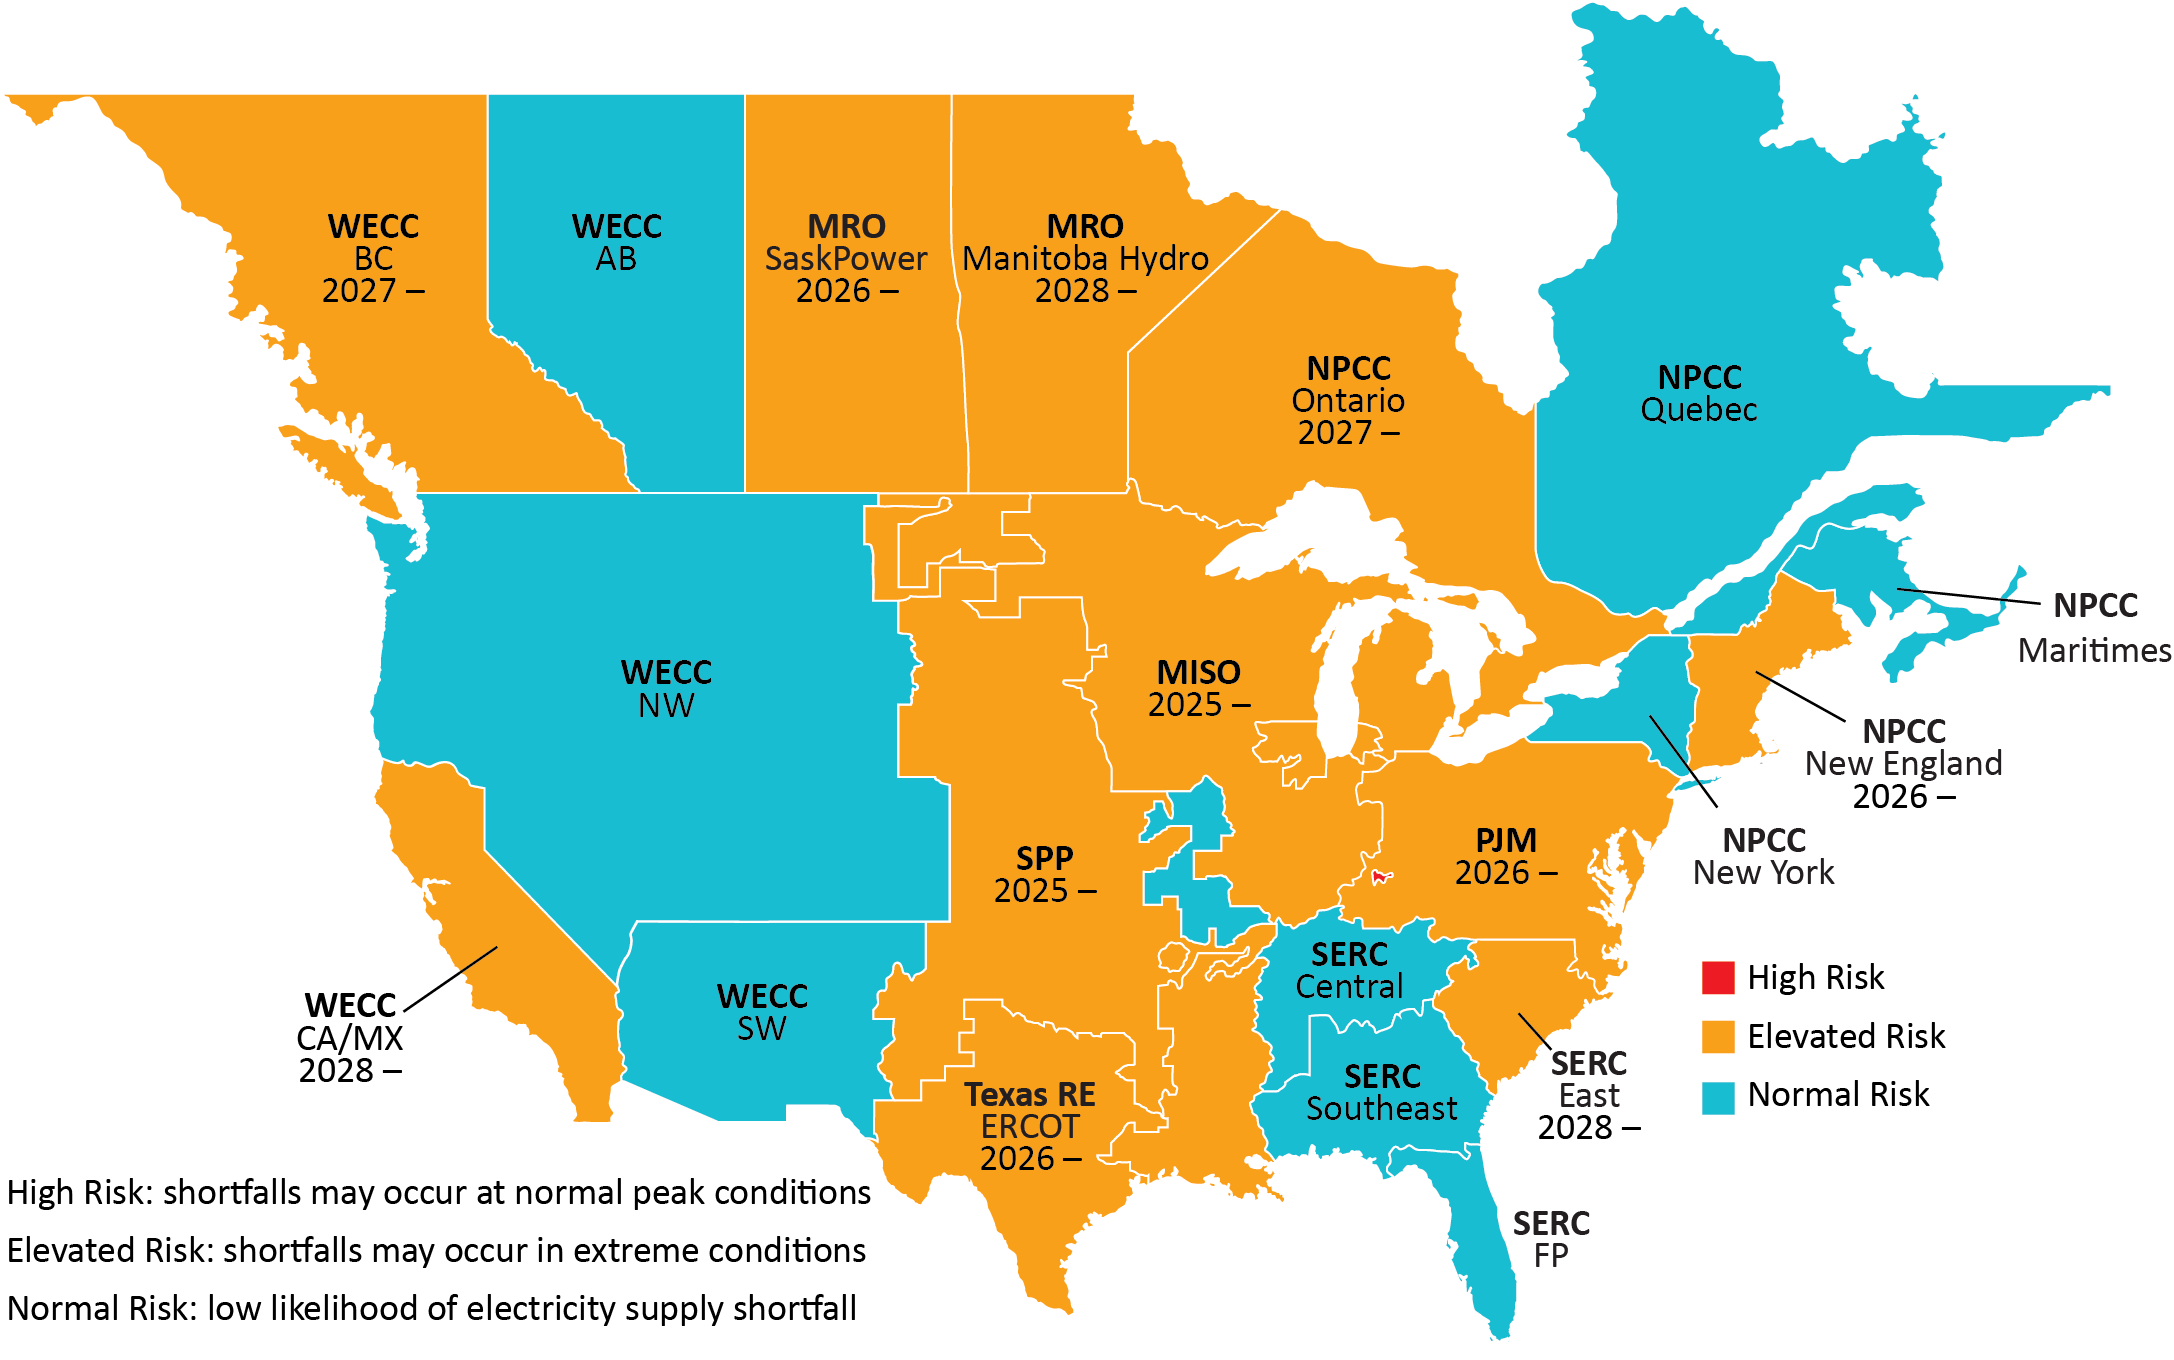 WECC
BC
2027 –
WECC
AB
MRO
SaskPower
2026 –
MRO
Manitoba Hydro
2028 –
NPCC
Ontario
2027 –
NPCC
Quebec
NPCC
Maritimes
WECC
NW
MISO
2025 –
NPCC
New England
2026 –
SPP
2025 –
PJM
2026 –
NPCC
New York
WECC
CA/MX
2028 –
WECC
SW
SERC
Central
SERC
Southeast
SERC
East
2028 –
Texas RE
ERCOT
2026 –
SERC
FP
High Risk
Elevated Risk
Normal Risk
High Risk: shortfalls may occur at normal peak conditions
Elevated Risk: shortfalls may occur in extreme conditions
Normal Risk: low likelihood of electricity supply shortfall